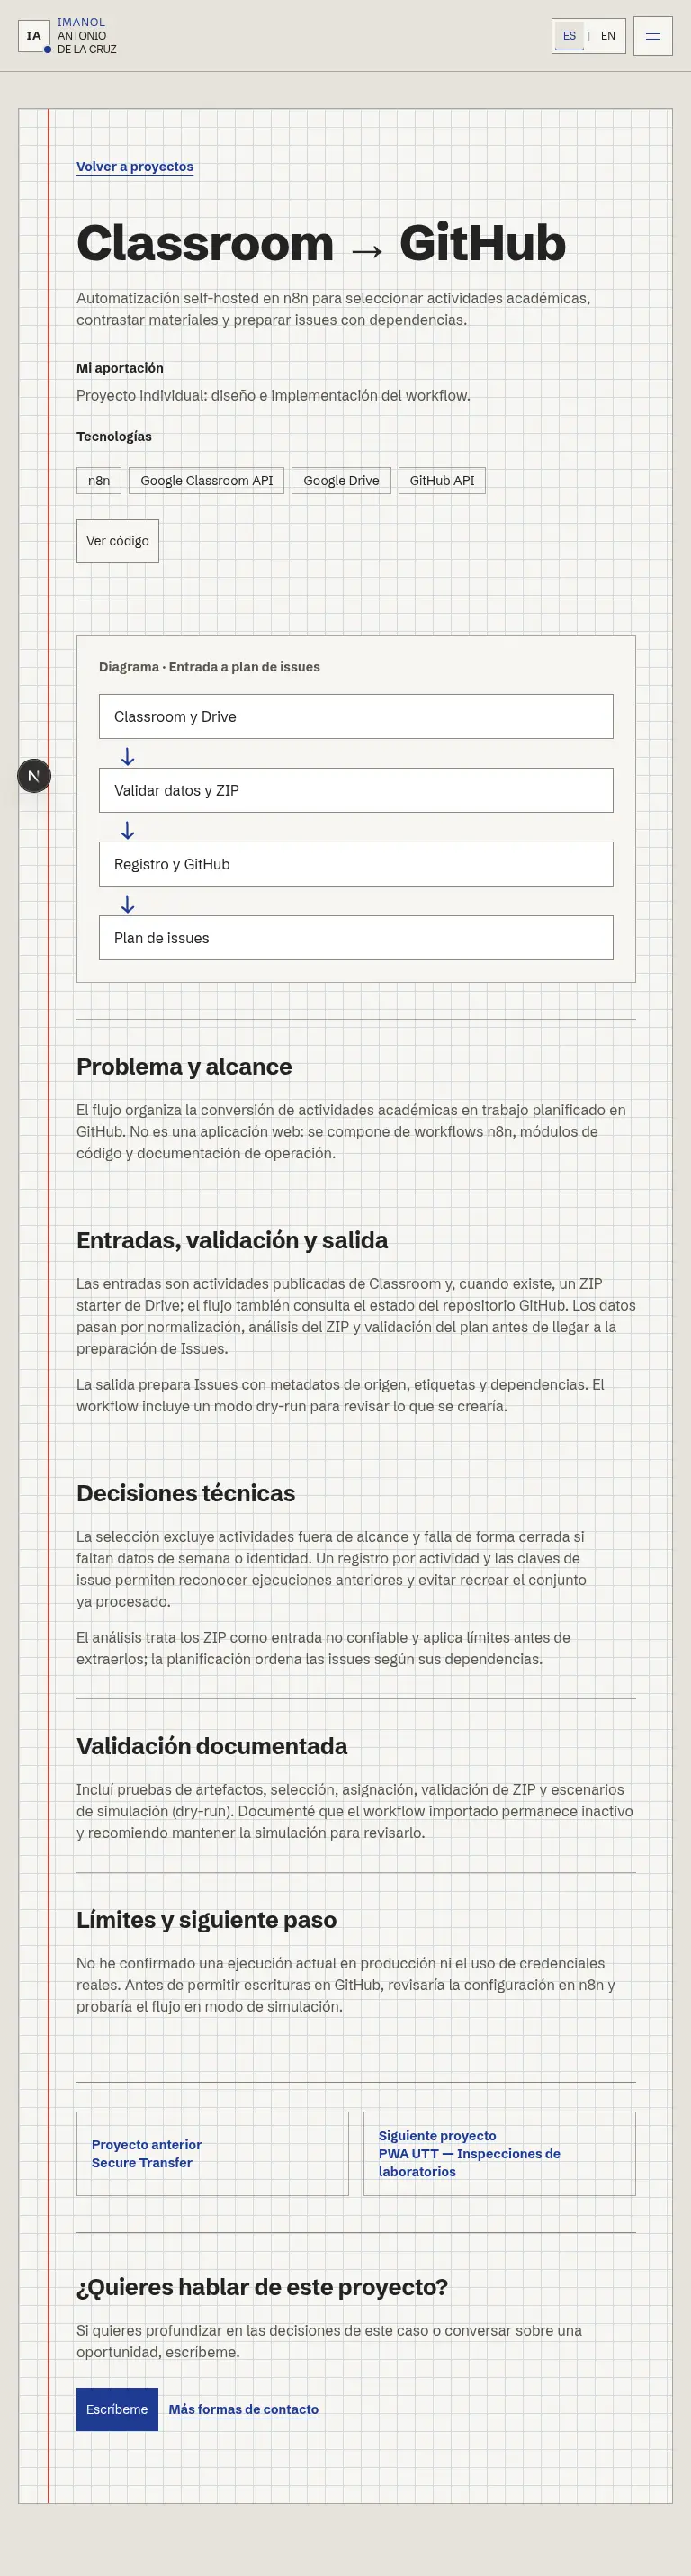 IA
IMANOL
ANTONIO
DE LA CRUZ
ES | EN
Volver a proyectos
Classroom → GitHub
Automatización self-hosted en n8n para seleccionar actividades académicas,
contrastar materiales y preparar issues con dependencias.
Mi aportación
Proyecto individual: diseño e implementación del workflow.
Tecnologías
n8n
Google Classroom API
Google Drive
GitHub API
Ver código
Diagrama · Entrada a plan de issues
Classroom y Drive
↓
Validar datos y ZIP
↓
Registro y GitHub
↓
Plan de issues
N
Problema y alcance
El flujo organiza la conversión de actividades académicas en trabajo planificado en
GitHub. No es una aplicación web: se compone de workflows n8n, módulos de
código y documentación de operación.
Entradas, validación y salida
Las entradas son actividades publicadas de Classroom y, cuando existe, un ZIP
starter de Drive; el flujo también consulta el estado del repositorio GitHub. Los datos
pasan por normalización, análisis del ZIP y validación del plan antes de llegar a la
preparación de Issues.
La salida prepara Issues con metadatos de origen, etiquetas y dependencias. El
workflow incluye un modo dry-run para revisar lo que se crearía.
Decisiones técnicas
La selección excluye actividades fuera de alcance y falla de forma cerrada si
faltan datos de semana o identidad. Un registro por actividad y las claves de
issue permiten reconocer ejecuciones anteriores y evitar recrear el conjunto
ya procesado.
El análisis trata los ZIP como entrada no confiable y aplica límites antes de
extraerlos; la planificación ordena las issues según sus dependencias.
Validación documentada
Incluí pruebas de artefactos, selección, asignación, validación de ZIP y escenarios
de simulación (dry-run). Documenté que el workflow importado permanece inactivo
y recomiendo mantener la simulación para revisarlo.
Límites y siguiente paso
No he confirmado una ejecución actual en producción ni el uso de credenciales
reales. Antes de permitir escrituras en GitHub, revisaría la configuración en n8n y
probaría el flujo en modo de simulación.
Proyecto anterior
Secure Transfer
Siguiente proyecto
PWA UTT — Inspecciones de
laboratorios
¿Quieres hablar de este proyecto?
Si quieres profundizar en las decisiones de este caso o conversar sobre una
oportunidad, escríbeme.
Escríbeme
Más formas de contacto